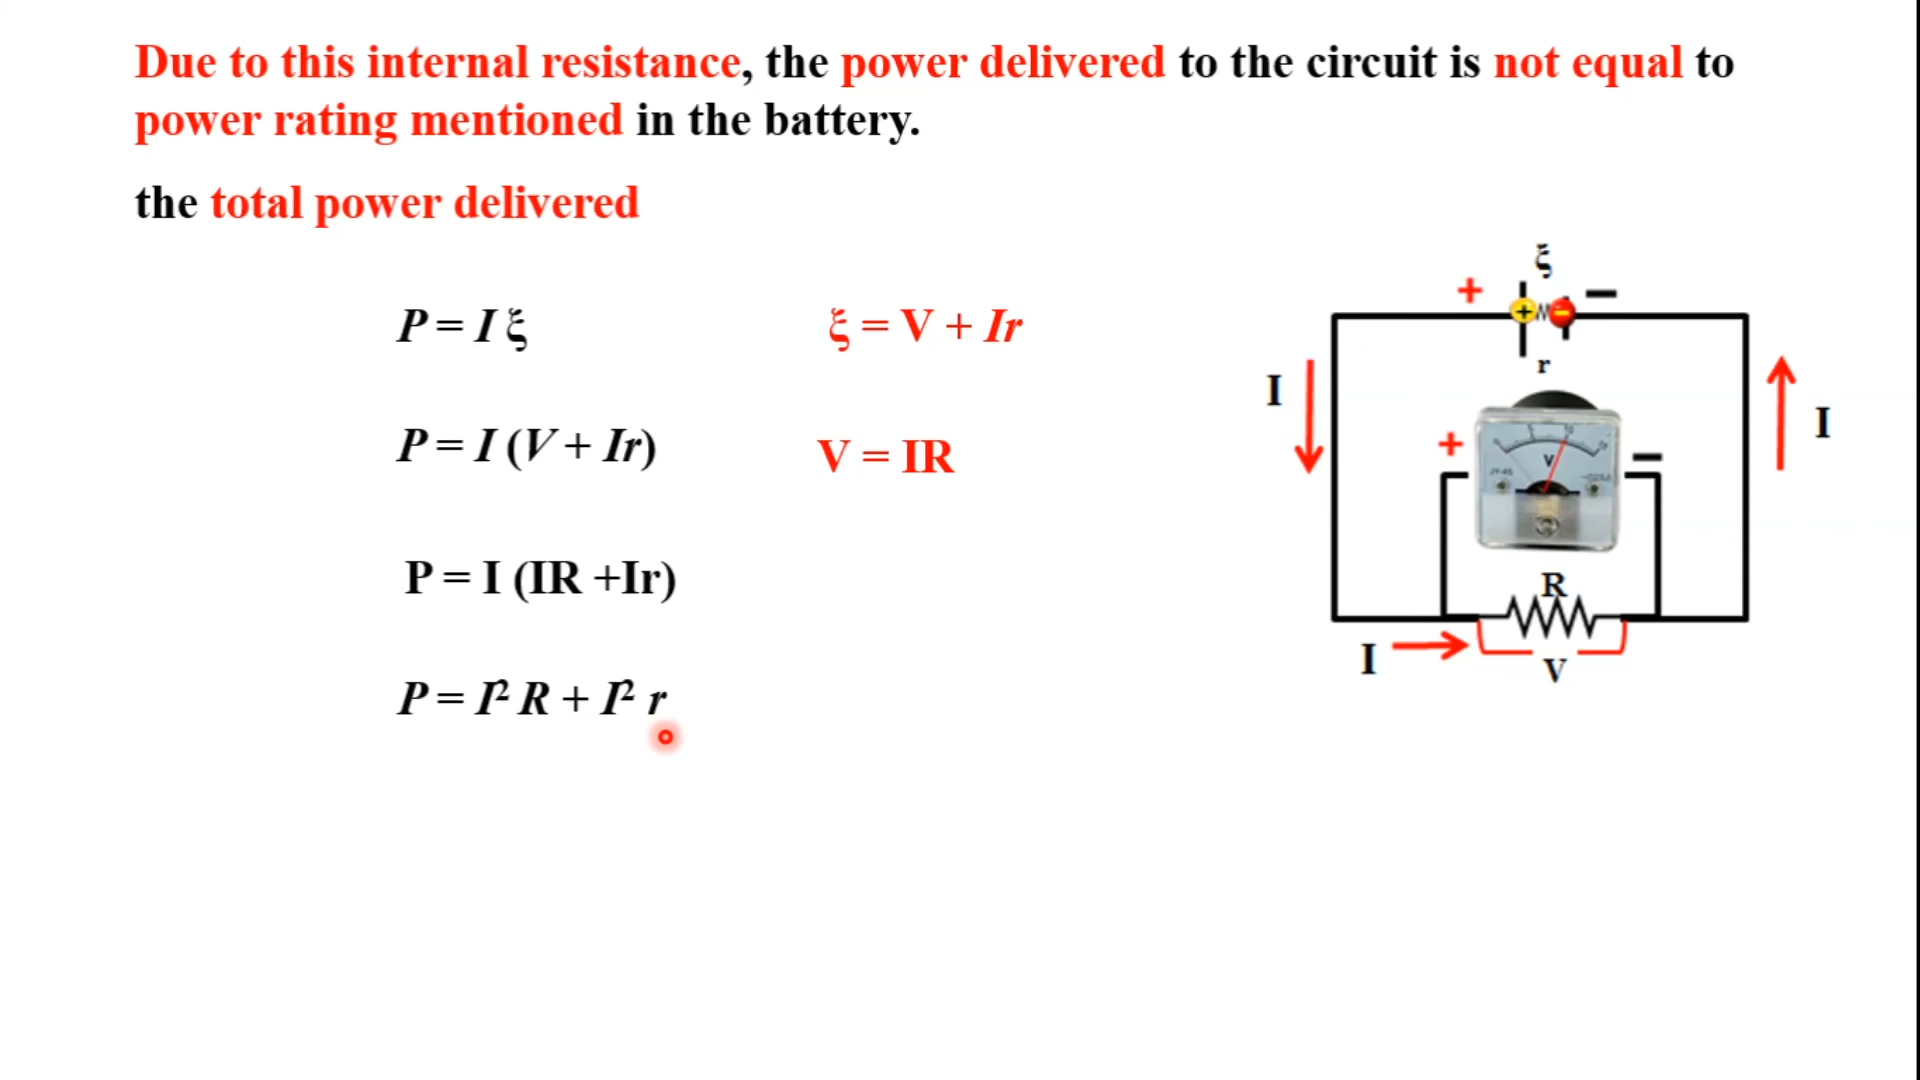 Due to this internal resistance, the power delivered to the circuit is not equal to
power rating mentioned in the battery.
the total power delivered
P = I ξ
ξ = V + Ir
P = I (V + Ir)
V = IR
P = I (IR +Ir)
P = I² R + I² r
ξ
+ −
+ −
r
I
I
+ −
V
R
I
V